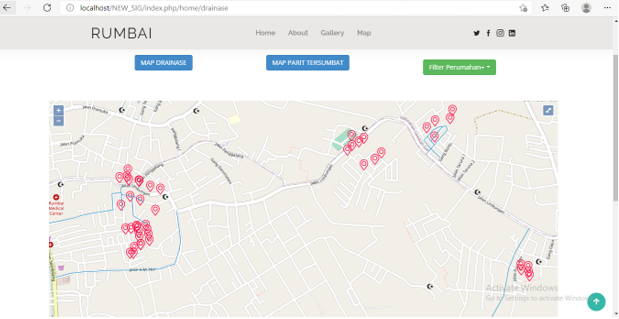 localhost/NEW_SIG/index.php/home/drainase
RUMBAI
Home
About
Gallery
Map
MAP DRAINASE
MAP PARIT TERSUMBAT
Filter Perumahan+
+
−
Rumbai
Medical
Center
Activate Windows
Go to Settings to activate Windows